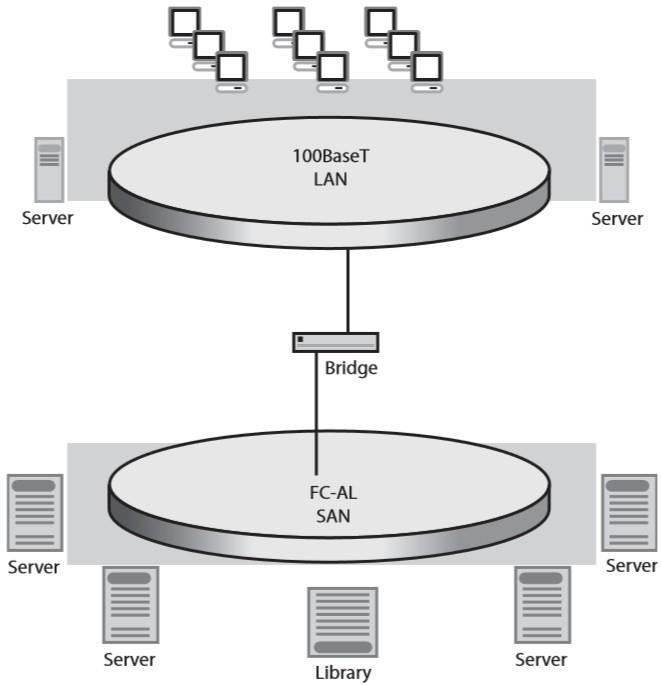 100BaseT
LAN
Server
Server
Bridge
FC-AL
SAN
Server
Server
Server
Library
Server